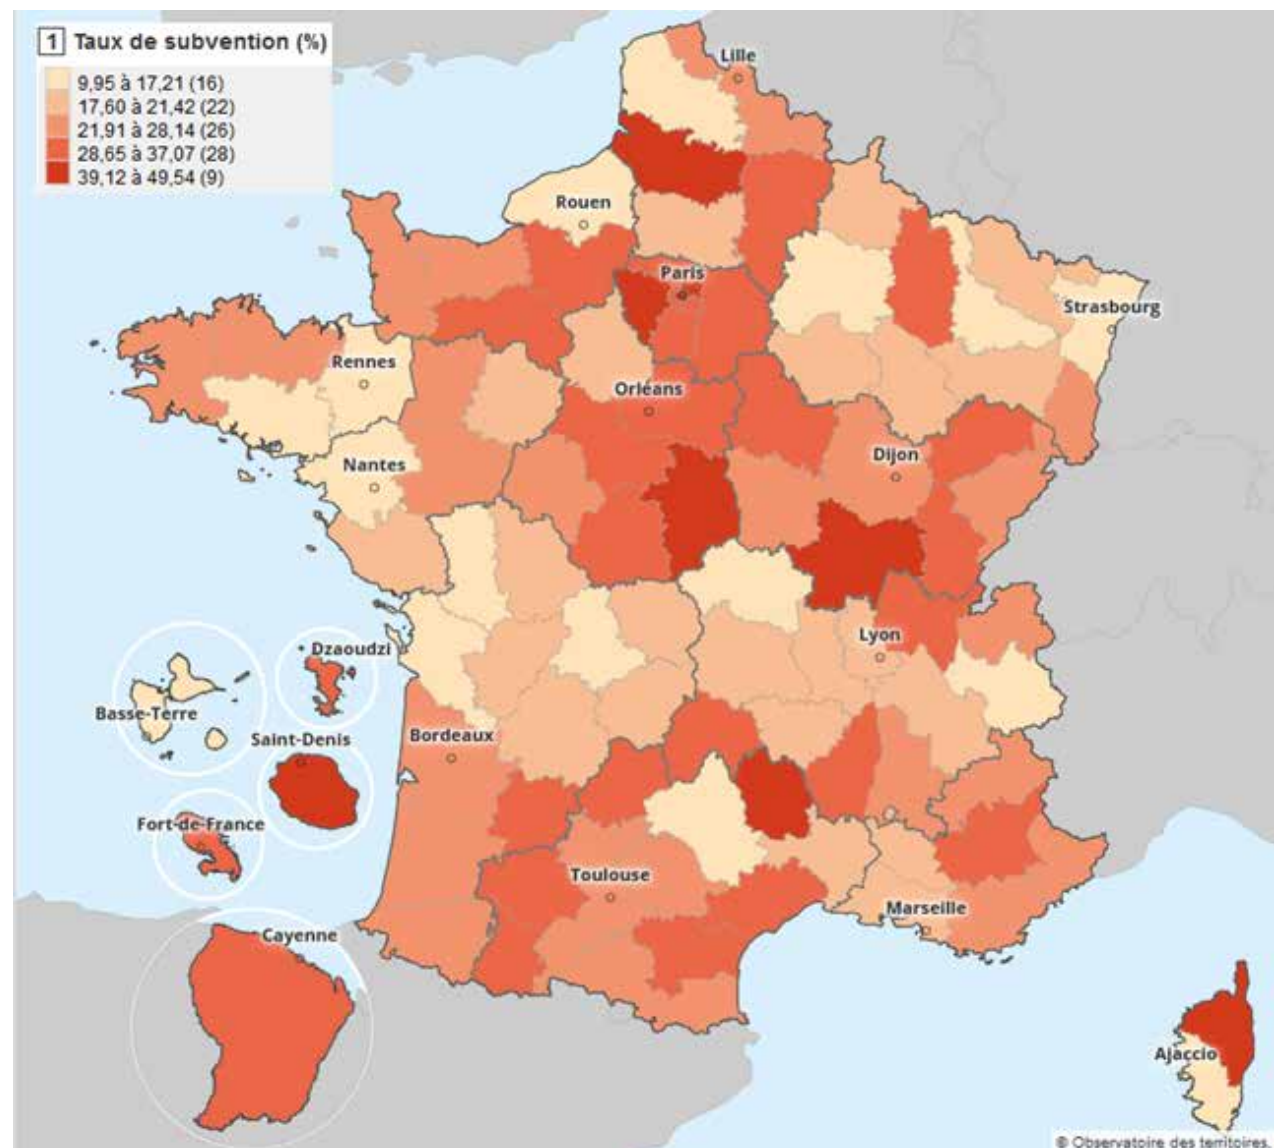 1 Taux de subvention (%)
9,95 à 17,21 (16)
17,60 à 21,42 (22)
21,91 à 28,14 (26)
28,65 à 37,07 (28)
39,12 à 49,54 (9)
Lille
Rouen
Paris
Strasbourg
Rennes
Orléans
Dijon
Nantes
Lyon
Dzaoudzi
Basse-Terre
Saint-Denis
Bordeaux
Fort-de-France
Toulouse
Marseille
Cayenne
Ajaccio
© Observatoire des territoires